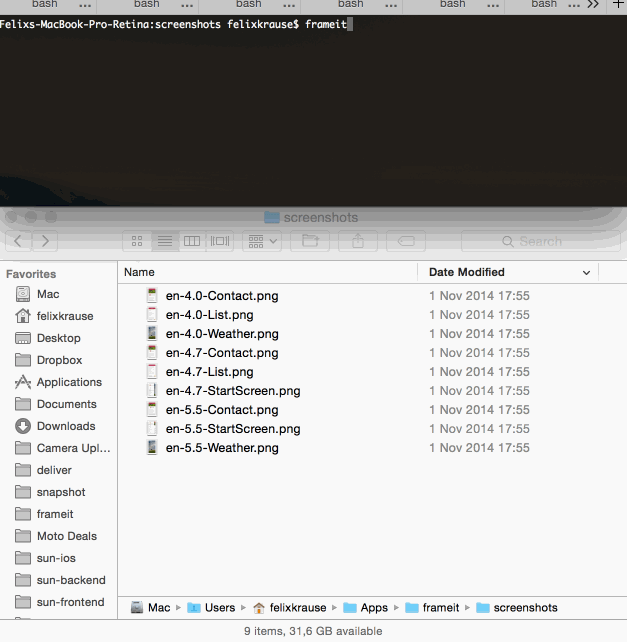 bash ... bash ... bash ... bash ... bash ... bash ... >> +
Felixs-MacBook-Pro-Retina:screenshots felixkrause$ frameit
screenshots
Search
Favorites
Name Date Modified
Mac
felixkrause
Desktop
Dropbox
Applications
Documents
Downloads
Camera Upl...
deliver
snapshot
frameit
Moto Deals
sun-ios
sun-backend
sun-frontend
en-4.0-Contact.png 1 Nov 2014 17:55
en-4.0-List.png 1 Nov 2014 17:55
en-4.0-Weather.png 1 Nov 2014 17:55
en-4.7-Contact.png 1 Nov 2014 17:55
en-4.7-List.png 1 Nov 2014 17:55
en-4.7-StartScreen.png 1 Nov 2014 17:55
en-5.5-Contact.png 1 Nov 2014 17:55
en-5.5-StartScreen.png 1 Nov 2014 17:55
en-5.5-Weather.png 1 Nov 2014 17:55
Mac ▸ Users ▸ felixkrause ▸ Apps ▸ frameit ▸ screenshots
9 items, 31,6 GB available